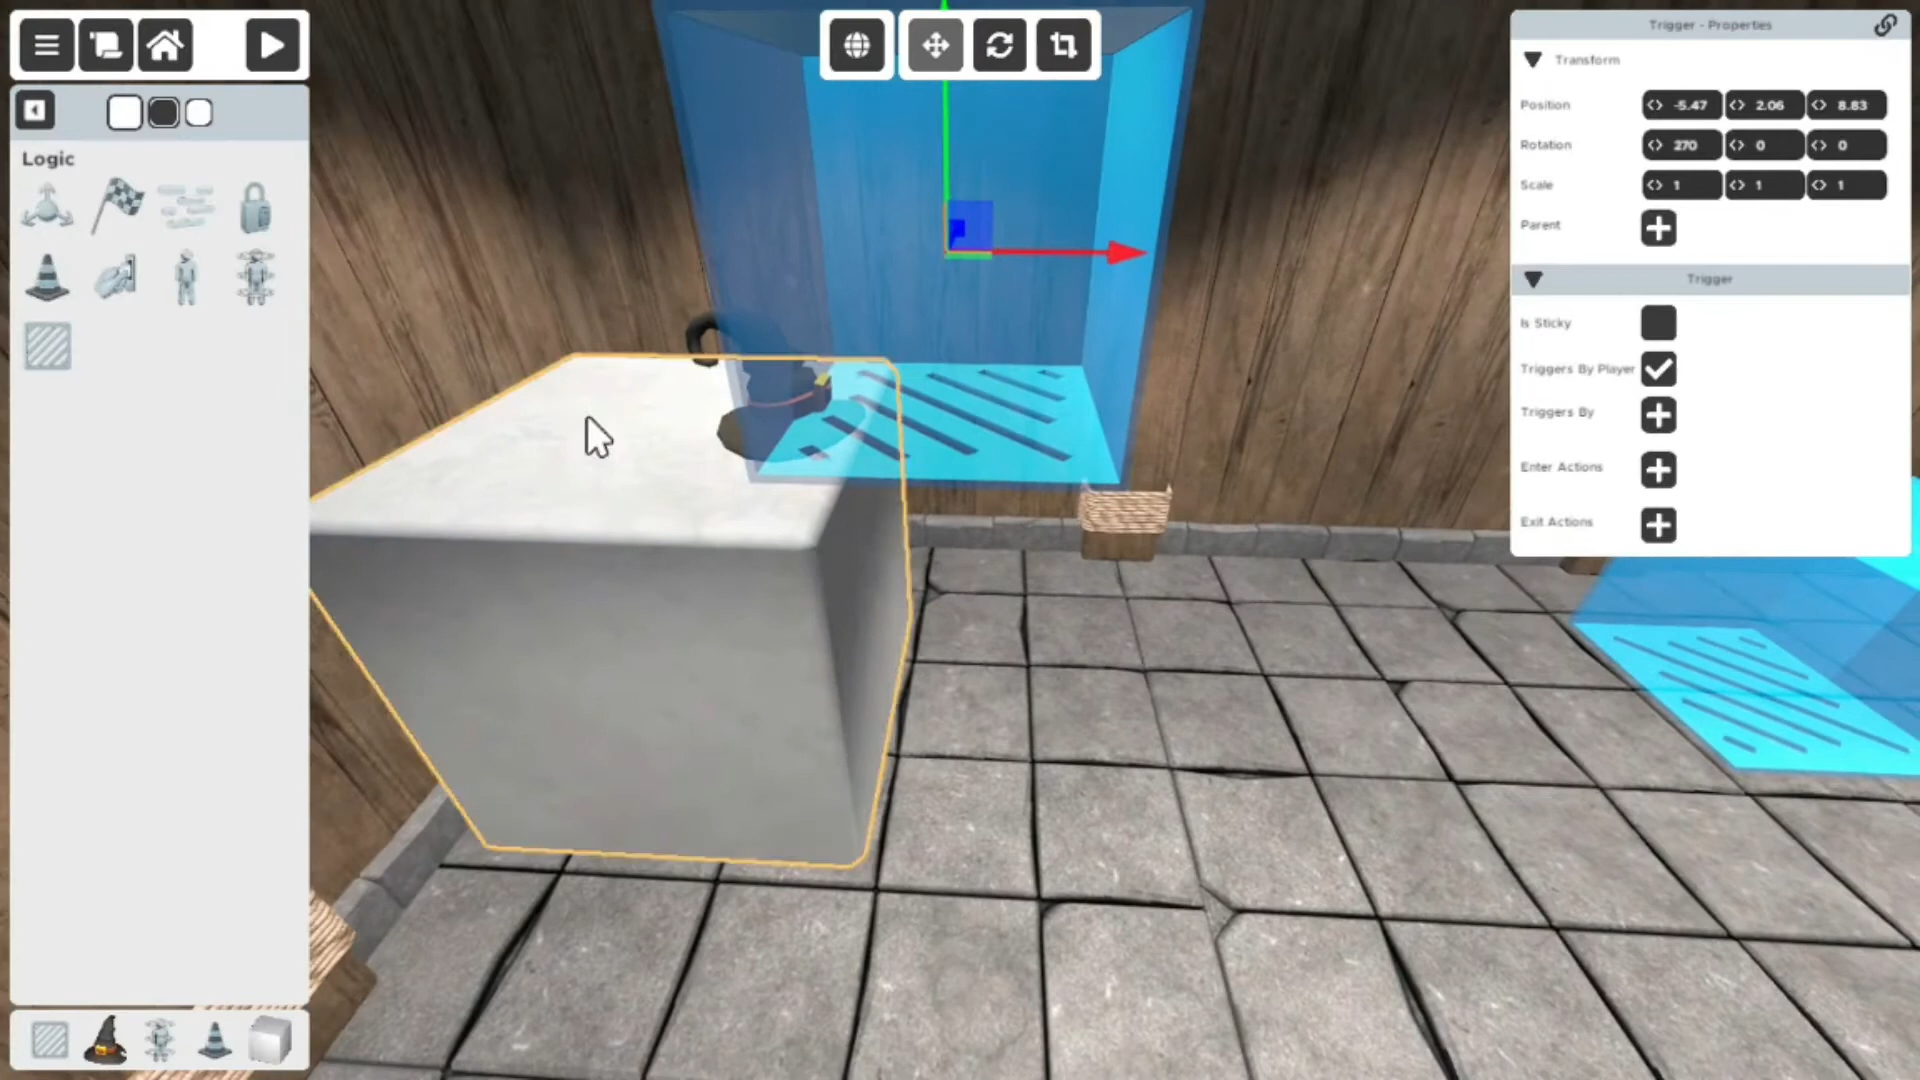 Trigger - Properties
Transform
Position <> -5.47 <> 2.06 <> 8.83
Rotation <> 270 <> 0 <> 0
Scale <> 1 <> 1 <> 1
Parent
Trigger
Is Sticky
Triggers By Player
Triggers By
Enter Actions
Exit Actions
Logic